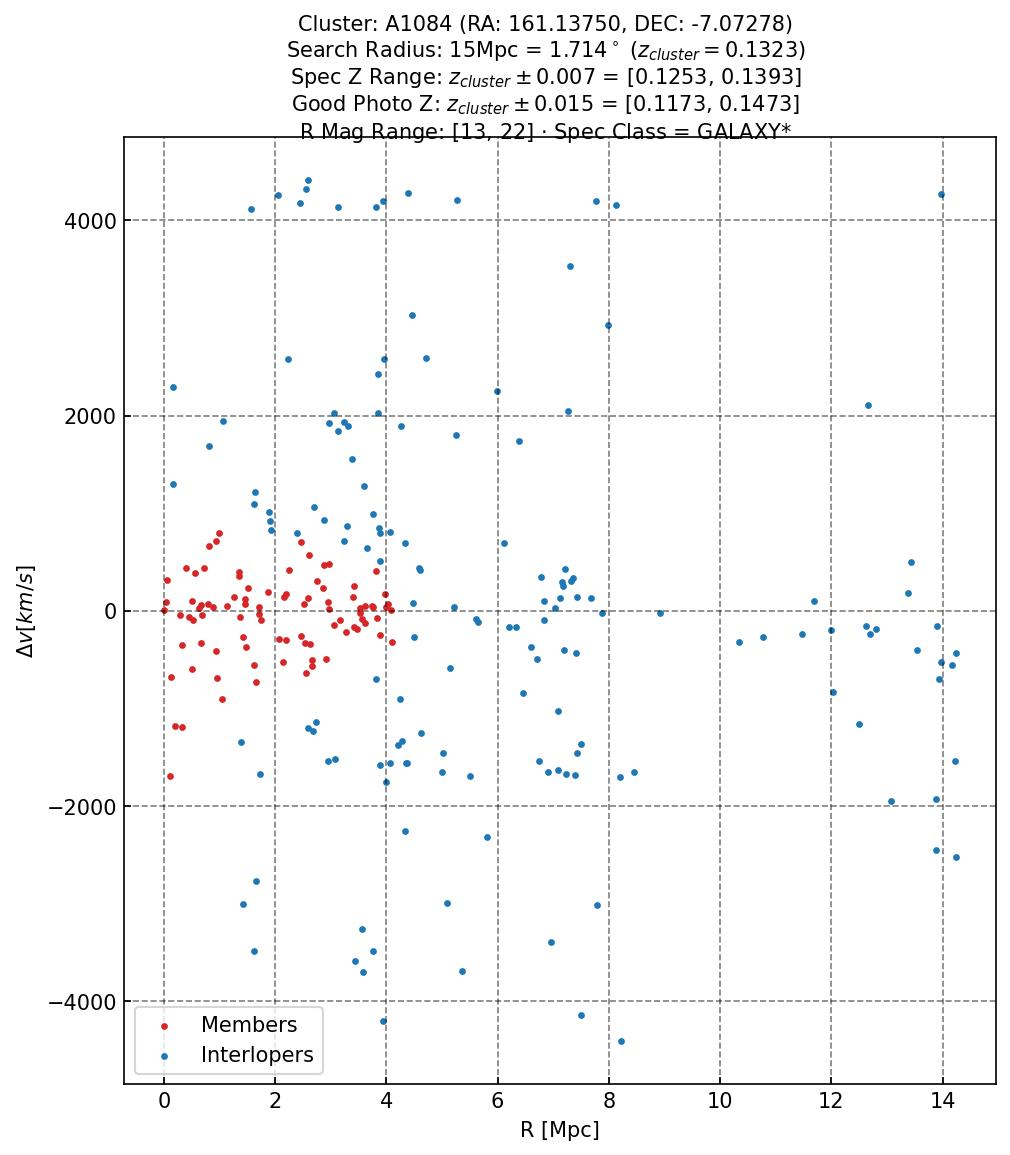 Cluster: A1084 (RA: 161.13750, DEC: -7.07278)
Search Radius: 15Mpc = 1.714° (z_cluster = 0.1323)
Spec Z Range: z_cluster ± 0.007 = [0.1253, 0.1393]
Good Photo Z: z_cluster ± 0.015 = [0.1173, 0.1473]
R Mag Range: [13, 22] · Spec Class = GALAXY*
4000
2000
0
−2000
−4000
Δv[km/s]
Members
Interlopers
0 2 4 6 8 10 12 14
R [Mpc]